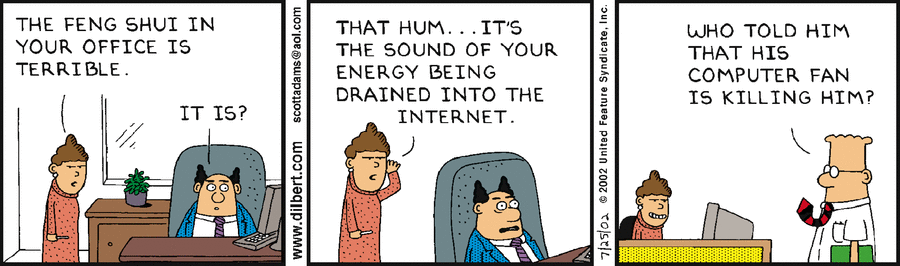 THE FENG SHUI IN
YOUR OFFICE IS
TERRIBLE.
IT IS?
www.dilbert.com scottadams@aol.com
THAT HUM...IT'S
THE SOUND OF YOUR
ENERGY BEING
DRAINED INTO THE
INTERNET.
7/25/02 © 2002 United Feature Syndicate, Inc.
WHO TOLD HIM
THAT HIS
COMPUTER FAN
IS KILLING HIM?